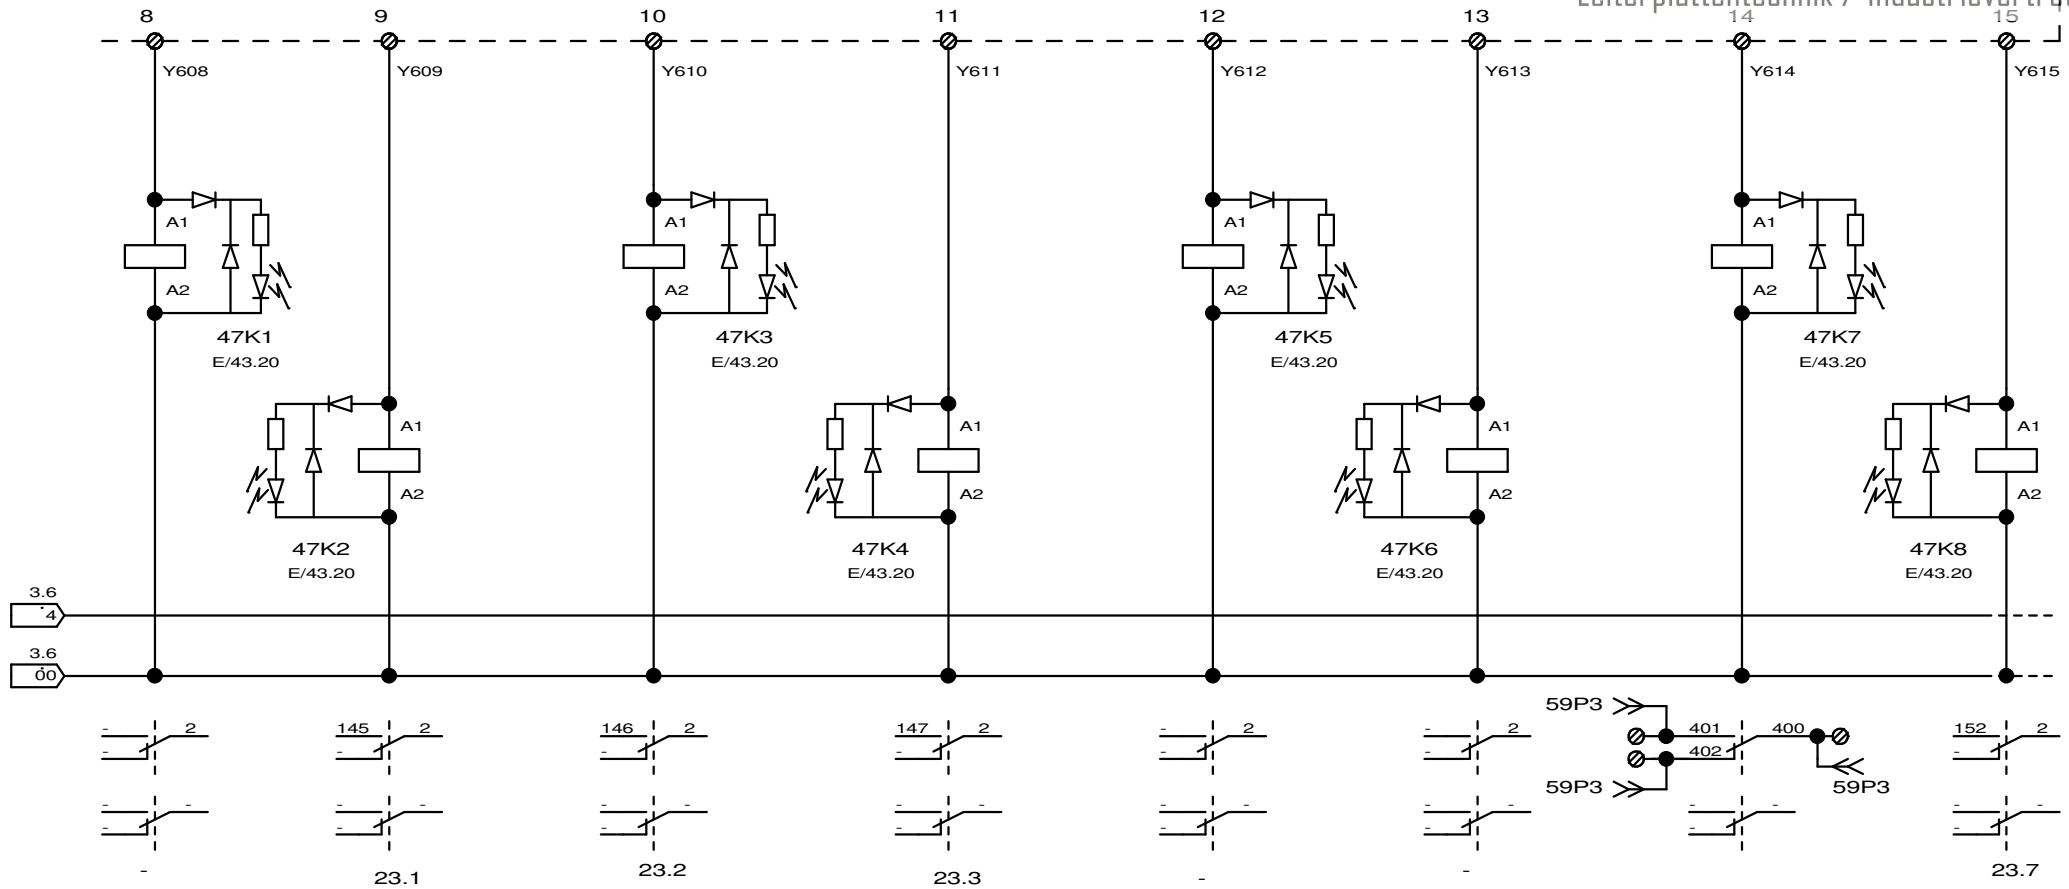 8 9 10 11 12 13 14 15
Y608 Y609 Y610 Y611 Y612 Y613 Y614 Y615
A1 A1 A1 A1
A2 A2 A2 A2
47K1 47K3 47K5 47K7
E/43.20 E/43.20 E/43.20 E/43.20
A1 A1 A1 A1
A2 A2 A2 A2
47K2 47K4 47K6 47K8
E/43.20 E/43.20 E/43.20 E/43.20
3.6
4
3.6
00
59P3
- 2 145 2 146 2 147 2 - 2 - 2 401 400 152 2
- - - - - - 402 -
59P3 59P3
- - - - - - - - - - - - - - - -
- - - - - - - -
- 23.1 23.2 23.3 - - 23.7